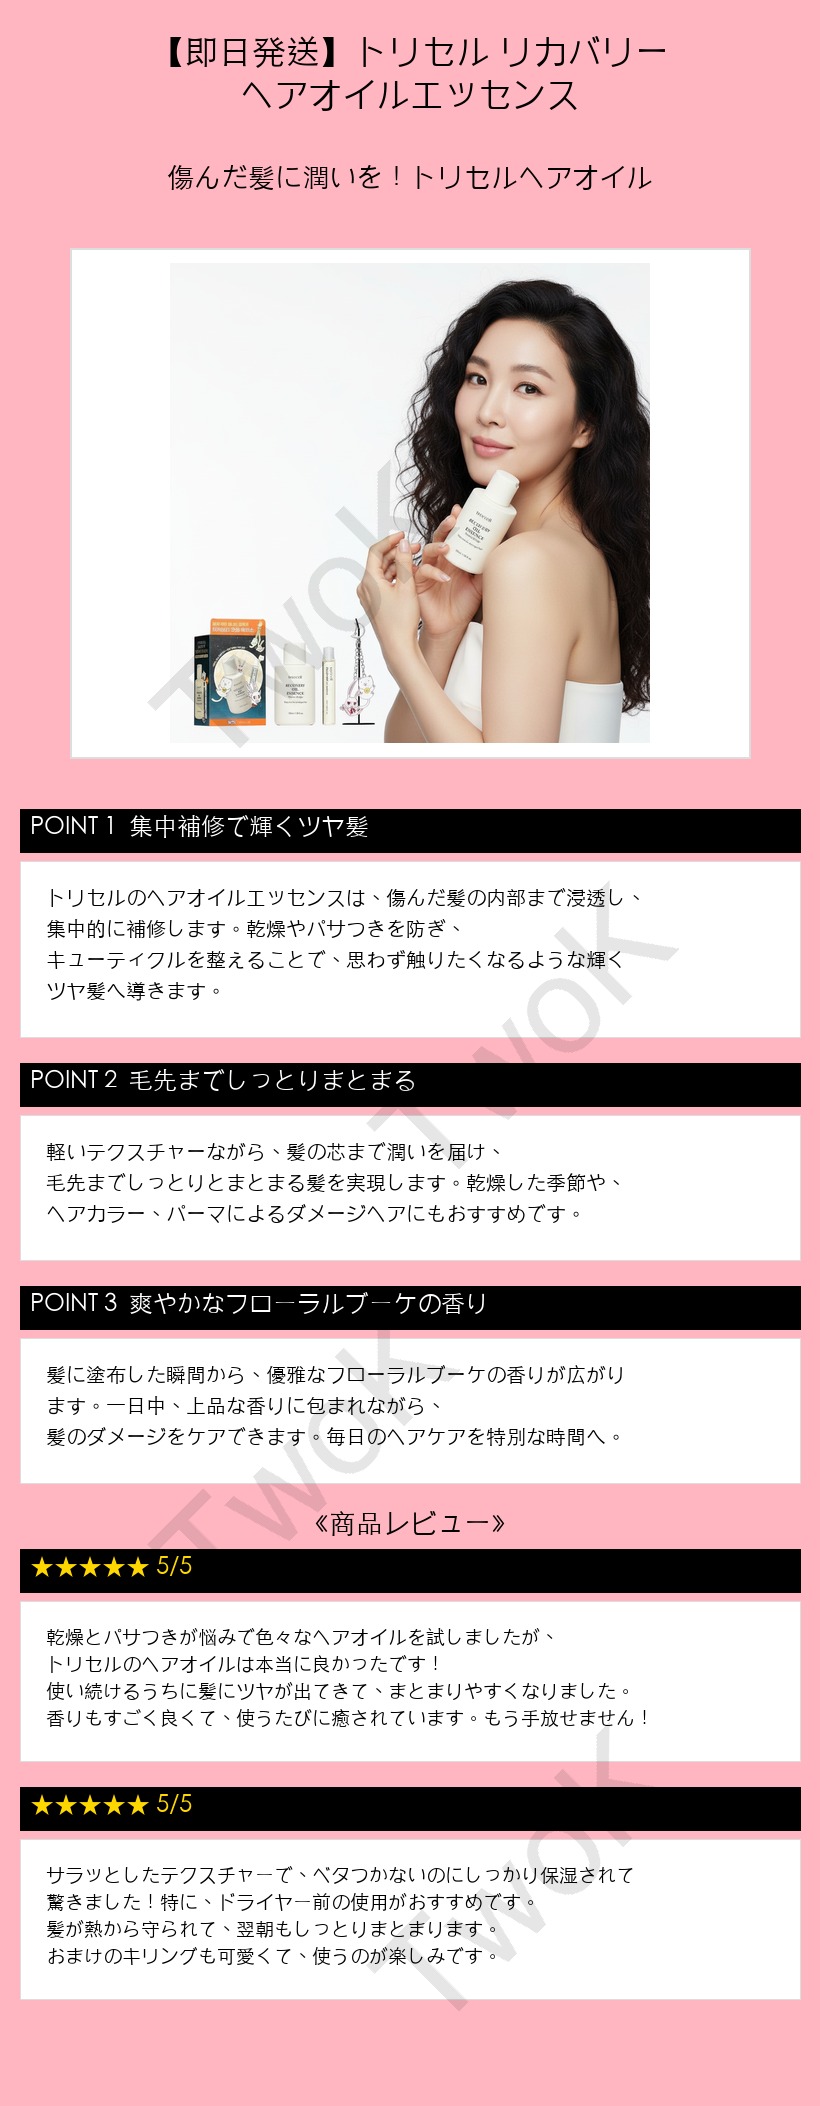 【即日発送】トリセル リカバリー
ヘアオイルエッセンス
傷んだ髪に潤いを！トリセルヘアオイル
RECOVERY
OIL
ESSENCE
RECOVERY
OIL
ESSENCE
TwoK
POINT 1 集中補修で輝くツヤ髪
トリセルのヘアオイルエッセンスは、傷んだ髪の内部まで浸透し、
集中的に補修します。乾燥やパサつきを防ぎ、
キューティクルを整えることで、思わず触りたくなるような輝く
ツヤ髪へ導きます。
TwoK
POINT 2 毛先までしっとりまとまる
軽いテクスチャーながら、髪の芯まで潤いを届け、
毛先までしっとりとまとまる髪を実現します。乾燥した季節や、
ヘアカラー、パーマによるダメージヘアにもおすすめです。
POINT 3 爽やかなフローラルブーケの香り
髪に塗布した瞬間から、優雅なフローラルブーケの香りが広がり
ます。一日中、上品な香りに包まれながら、
髪のダメージをケアできます。毎日のヘアケアを特別な時間へ。
TwoK
《商品レビュー》
★★★★★ 5/5
乾燥とパサつきが悩みで色々なヘアオイルを試しましたが、
トリセルのヘアオイルは本当に良かったです！
使い続けるうちに髪にツヤが出てきて、まとまりやすくなりました。
香りもすごく良くて、使うたびに癒されています。もう手放せません！
★★★★★ 5/5
サラッとしたテクスチャーで、ベタつかないのにしっかり保湿されて
驚きました！特に、ドライヤー前の使用がおすすめです。
髪が熱から守られて、翌朝もしっとりまとまります。
おまけのキリングも可愛くて、使うのが楽しみです。
TwoK